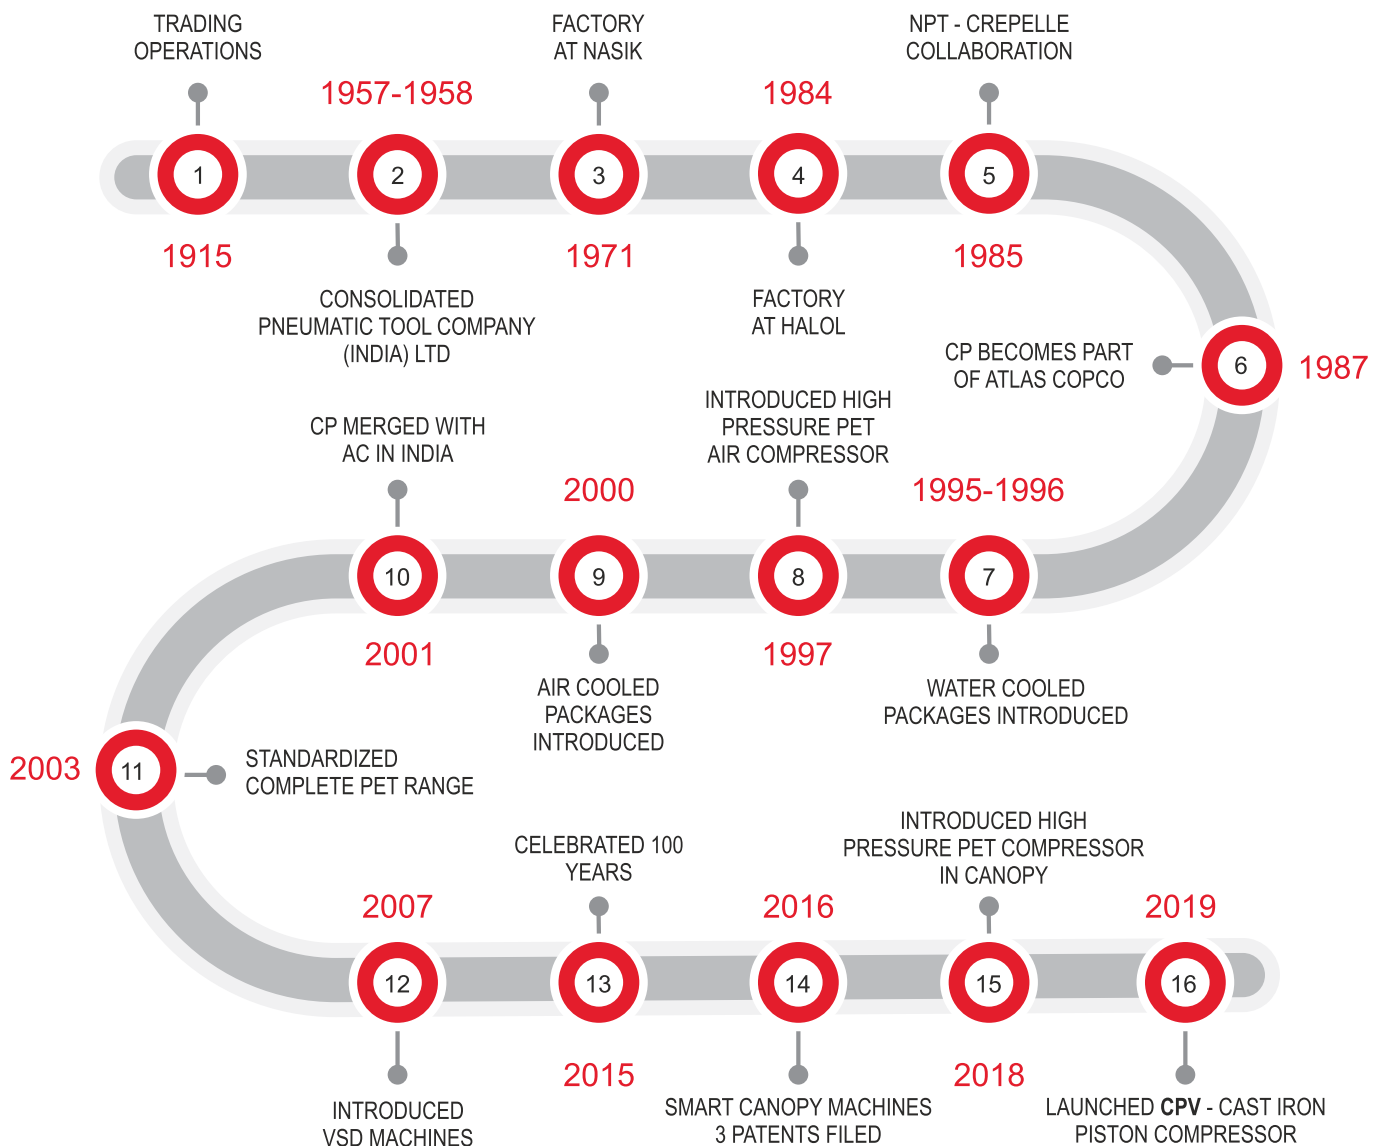 TRADING
OPERATIONS
1
1915
1957-1958
2
CONSOLIDATED
PNEUMATIC TOOL COMPANY
(INDIA) LTD
FACTORY
AT NASIK
3
1971
1984
4
FACTORY
AT HALOL
NPT - CREPELLE
COLLABORATION
5
1985
CP BECOMES PART
OF ATLAS COPCO
6
1987
1995-1996
7
WATER COOLED
PACKAGES INTRODUCED
INTRODUCED HIGH
PRESSURE PET
AIR COMPRESSOR
8
1997
2000
9
AIR COOLED
PACKAGES
INTRODUCED
CP MERGED WITH
AC IN INDIA
10
2001
2003
11
STANDARDIZED
COMPLETE PET RANGE
2007
12
INTRODUCED
VSD MACHINES
CELEBRATED 100
YEARS
13
2015
2016
14
SMART CANOPY MACHINES
3 PATENTS FILED
INTRODUCED HIGH
PRESSURE PET COMPRESSOR
IN CANOPY
15
2018
2019
16
LAUNCHED CPV - CAST IRON
PISTON COMPRESSOR